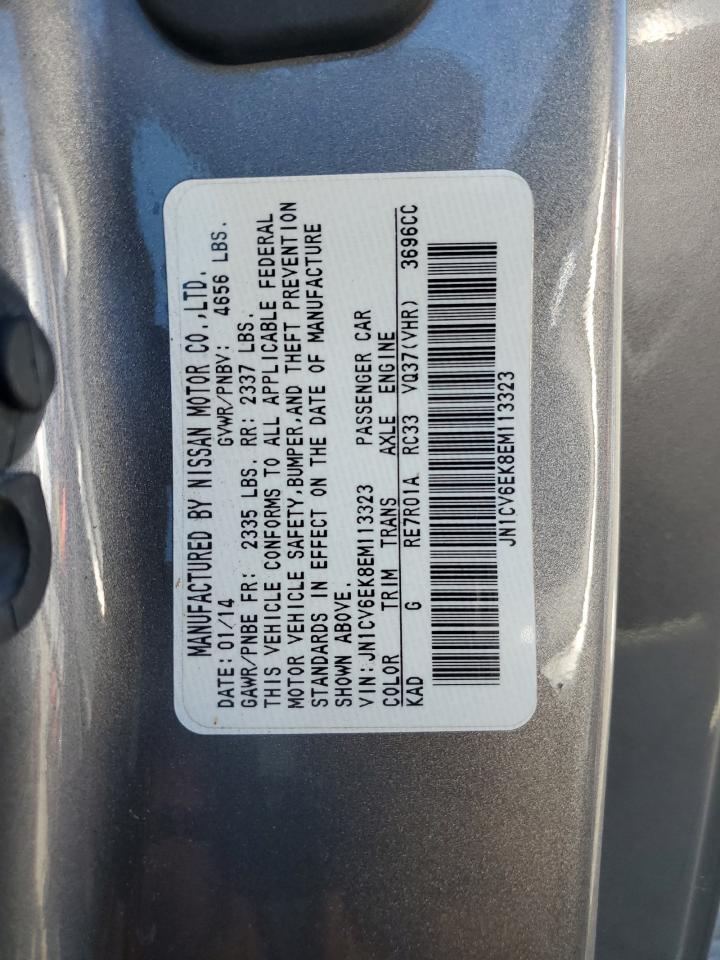 MANUFACTURED BY NISSAN MOTOR CO.,LTD.
DATE: 01/14 GVWR/PNBV: 4656 LBS.
GAWR/PNBE FR: 2335 LBS. RR: 2337 LBS.
THIS VEHICLE CONFORMS TO ALL APPLICABLE FEDERAL
MOTOR VEHICLE SAFETY,BUMPER,AND THEFT PREVENTION
STANDARDS IN EFFECT ON THE DATE OF MANUFACTURE
SHOWN ABOVE.
VIN:JN1CV6EK8EM113323 PASSENGER CAR
COLOR TRIM TRANS AXLE ENGINE
KAD G RE7R01A RC33 VQ37(VHR) 3696CC
JN1CV6EK8EM113323